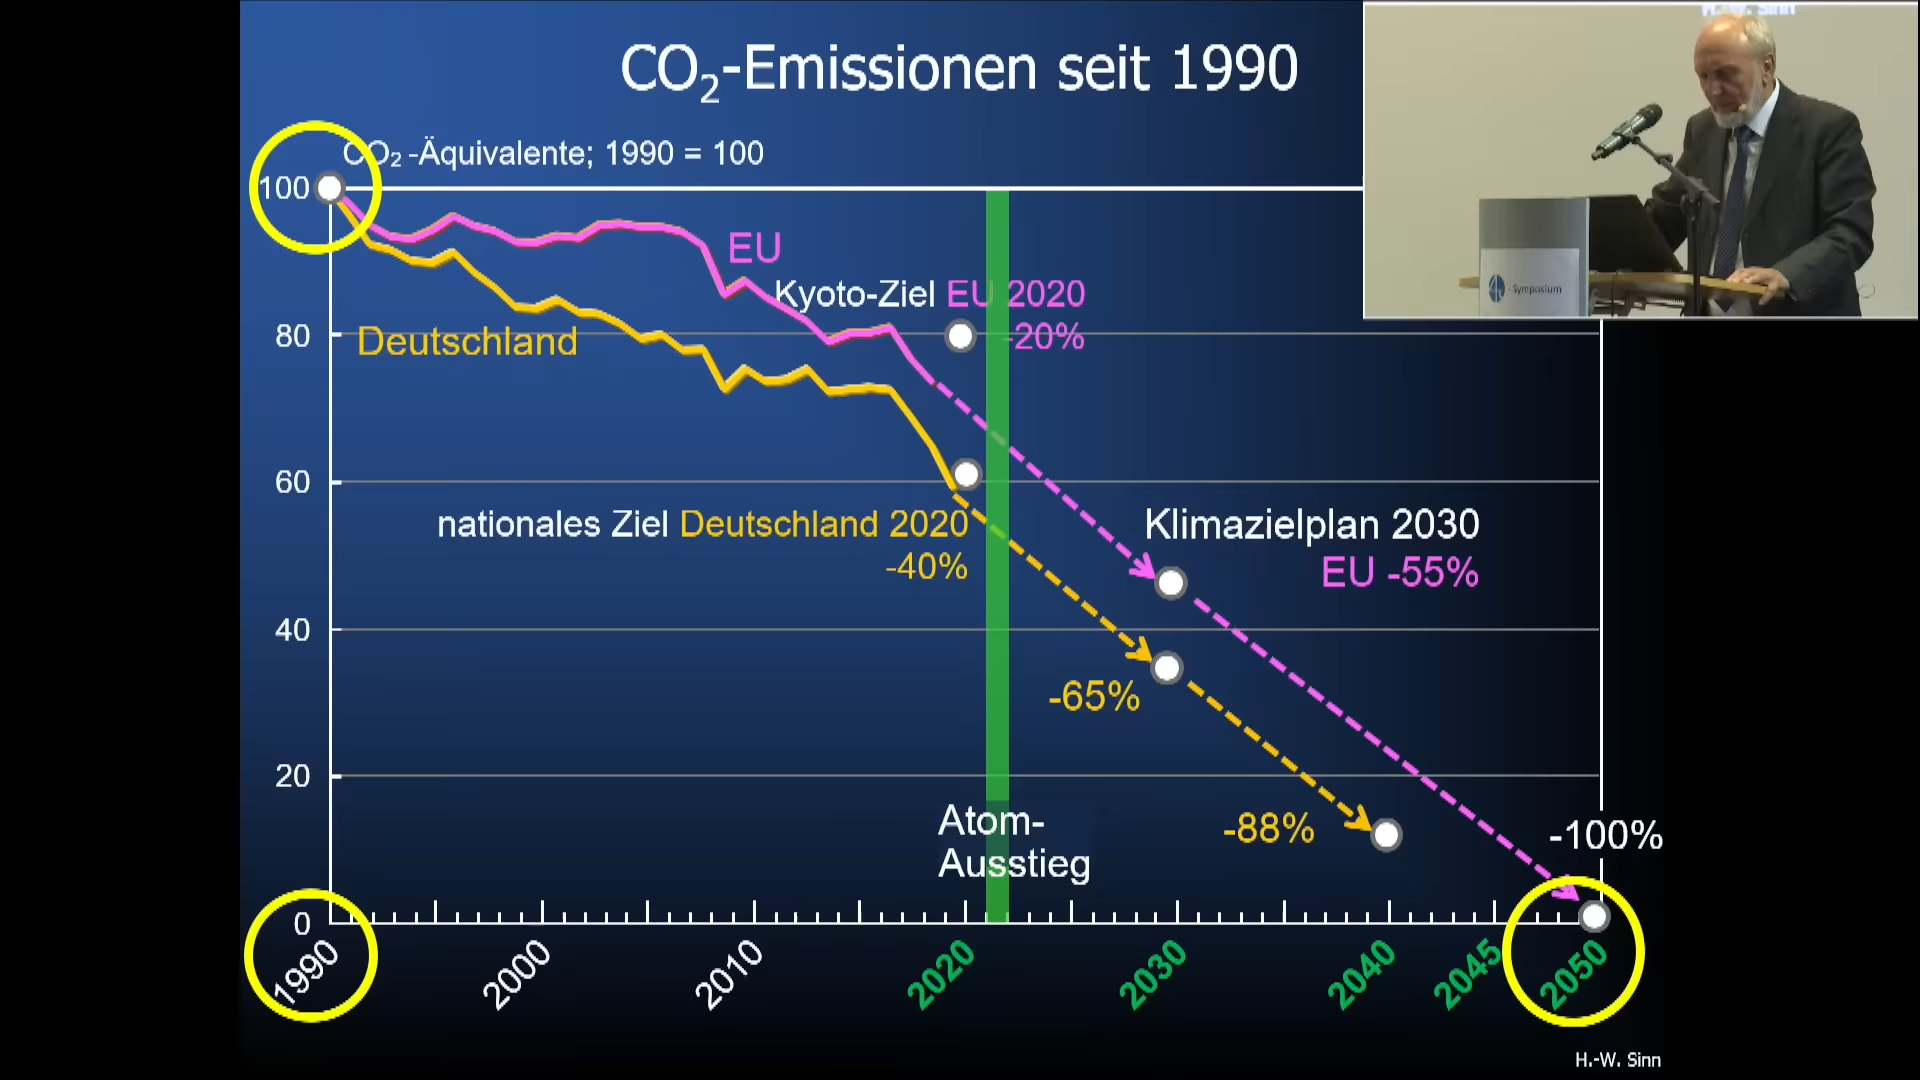 CO₂-Emissionen seit 1990
H.-W. Sinn
CO₂-Äquivalente; 1990 = 100
100
EU
Kyoto-Ziel EU 2020
-20%
80
Deutschland
60
nationales Ziel Deutschland 2020
-40%
Klimazielplan 2030
EU -55%
40
-65%
20
Atom-
Ausstieg
-88%
-100%
0
1990
2000
2010
2020
2030
2040
2045
2050
H.-W. Sinn
-Symposium